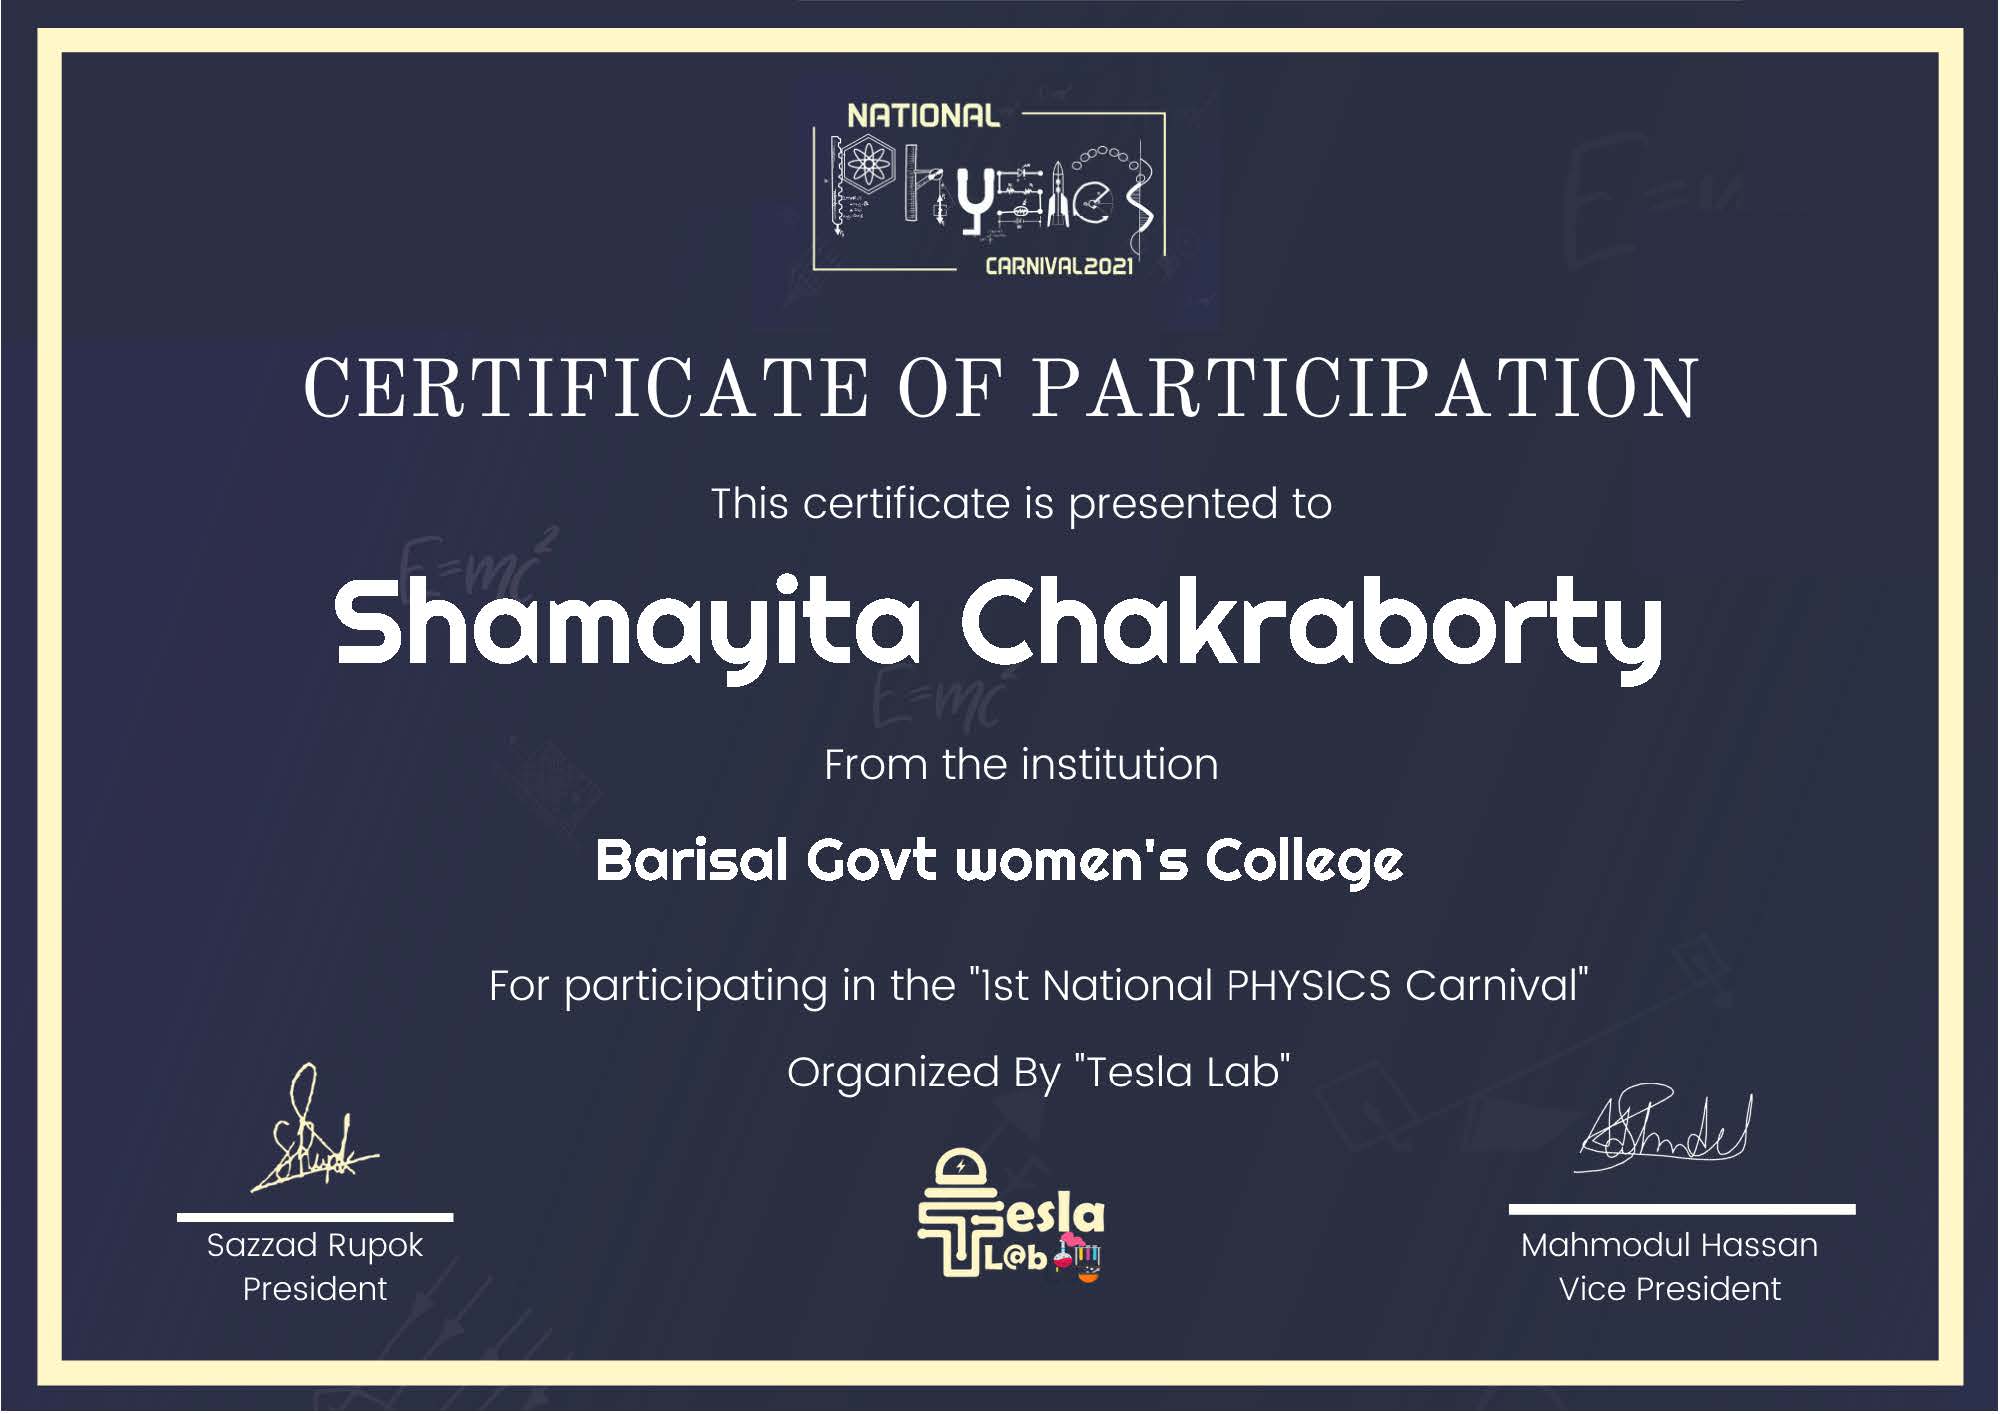 NATIONAL
Physics
CARNIVAL2021
CERTIFICATE OF PARTICIPATION
This certificate is presented to
E=mc²
Shamayita Chakraborty
E=mc²
From the institution
Barisal Govt women's College
For participating in the "1st National PHYSICS Carnival"
Organized By "Tesla Lab"
Tesla
L@b
Sazzad Rupok
President
Mahmodul Hassan
Vice President